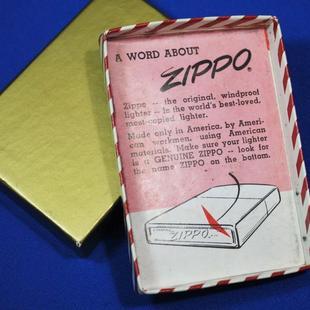 A WORD ABOUT
ZIPPO®
Zippo -- the original, windproof
lighter -- is the world's best-loved,
most-copied lighter.
Made only in America, by Ameri-
can workmen, using American
materials. Make sure your lighter
is a GENUINE ZIPPO -- look for
the name ZIPPO on the bottom.
ZIPPO